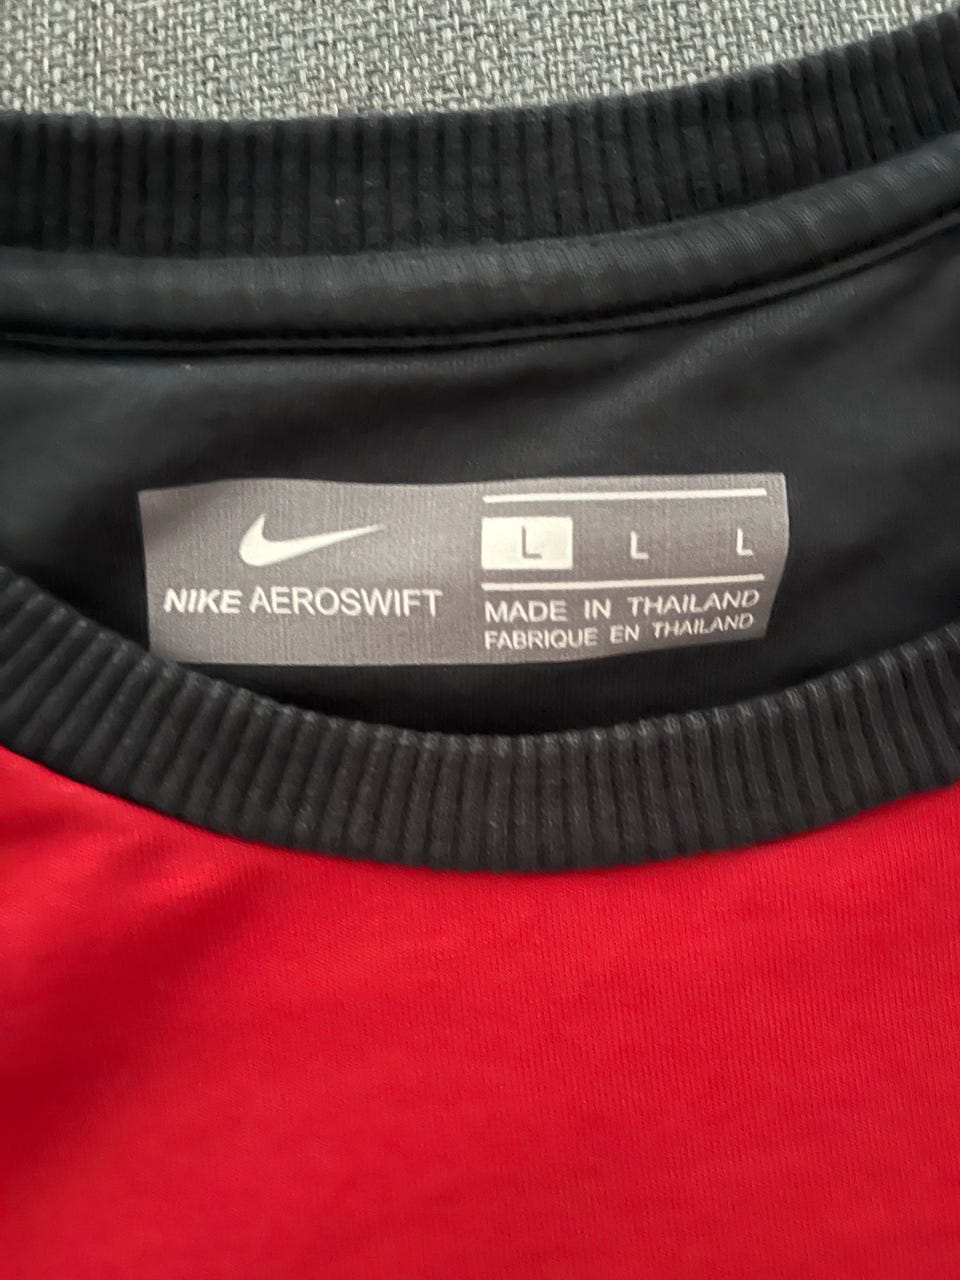 NIKE AEROSWIFT
L L L
MADE IN THAILAND
FABRIQUE EN THAILAND